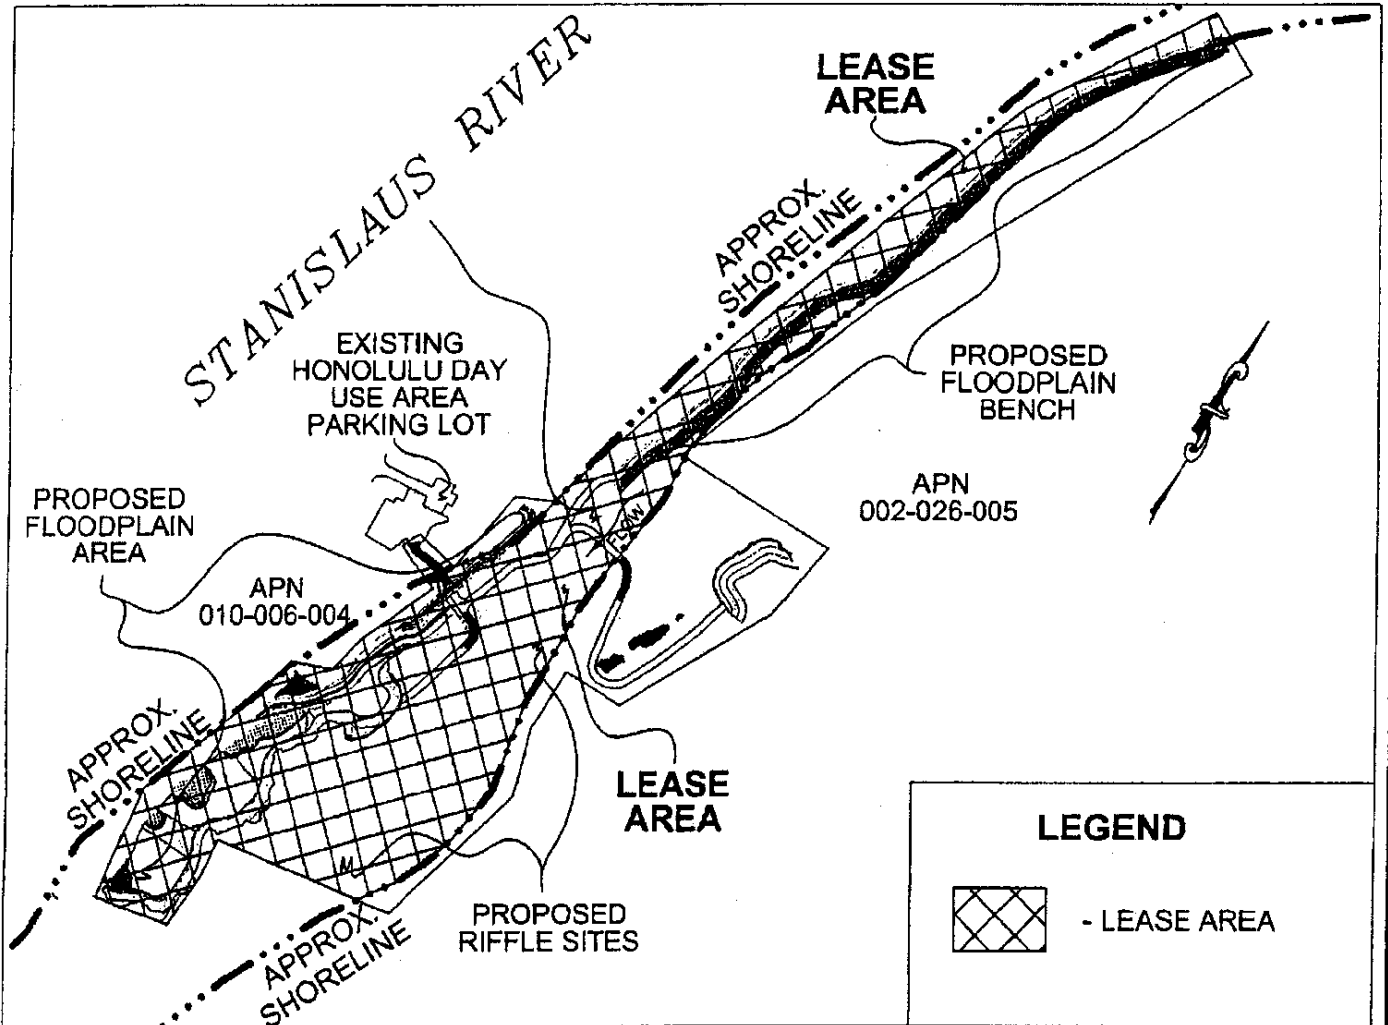 STANISLAUS RIVER
LEASE
AREA
APPROX.
SHORELINE
EXISTING
HONOLULU DAY
USE AREA
PARKING LOT
PROPOSED
FLOODPLAIN
BENCH
PROPOSED
FLOODPLAIN
AREA
APN
002-026-005
APN
010-006-004
FLOW
APPROX.
SHORELINE
LEASE
AREA
PROPOSED
RIFFLE SITES
APPROX.
SHORELINE
LEGEND
- LEASE AREA